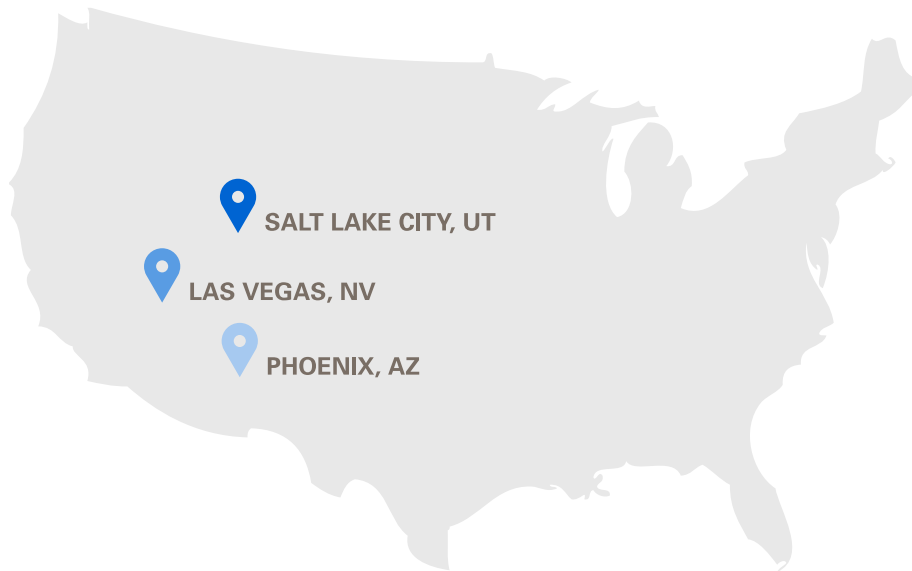 SALT LAKE CITY, UT
LAS VEGAS, NV
PHOENIX, AZ